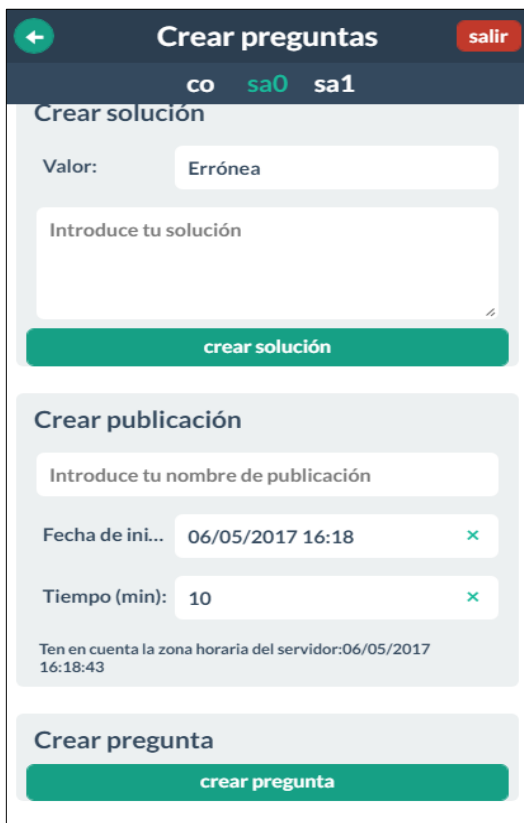 Crear preguntas
salir
co sa0 sa1
Crear solución
Valor: Errónea
Introduce tu solución
crear solución
Crear publicación
Introduce tu nombre de publicación
Fecha de ini... 06/05/2017 16:18 ×
Tiempo (min): 10 ×
Ten en cuenta la zona horaria del servidor:06/05/2017
16:18:43
Crear pregunta
crear pregunta